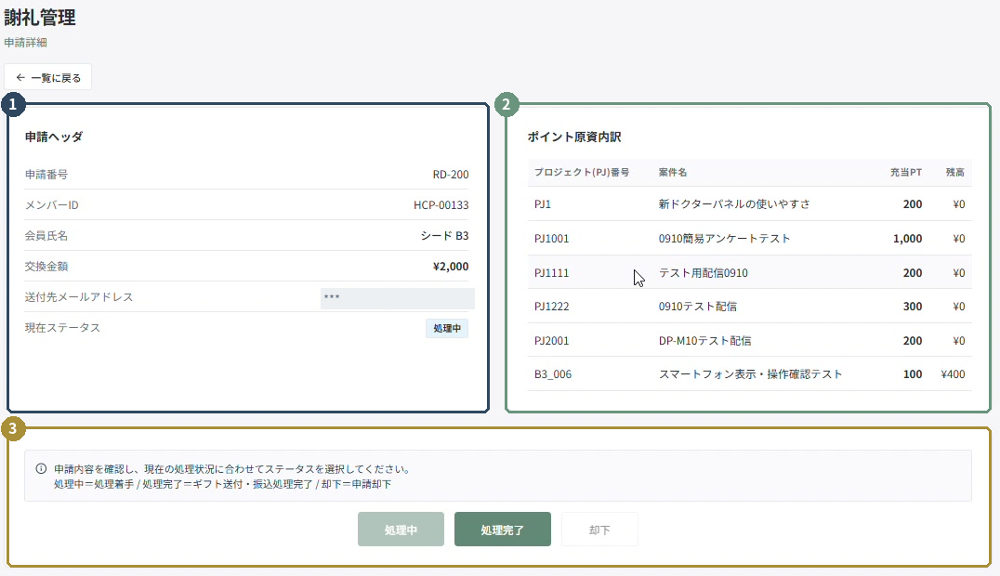 謝礼管理
申請詳細
← 一覧に戻る
1
申請ヘッダ
申請番号 RD-200
メンバーID HCP-00133
会員氏名 シード B3
交換金額 ¥2,000
送付先メールアドレス ***
現在ステータス 処理中
2
ポイント原資内訳
プロジェクト(PJ)番号 案件名 充当PT 残高
PJ1 新ドクターパネルの使いやすさ 200 ¥0
PJ1001 0910簡易アンケートテスト 1,000 ¥0
PJ1111 テスト用配信0910 200 ¥0
PJ1222 0910テスト配信 300 ¥0
PJ2001 DP-M10テスト配信 200 ¥0
B3_006 スマートフォン表示・操作確認テスト 100 ¥400
3
申請内容を確認し、現在の処理状況に合わせてステータスを選択してください。
処理中＝処理着手 / 処理完了＝ギフト送付・振込処理完了 / 却下＝申請却下
処理中 処理完了 却下